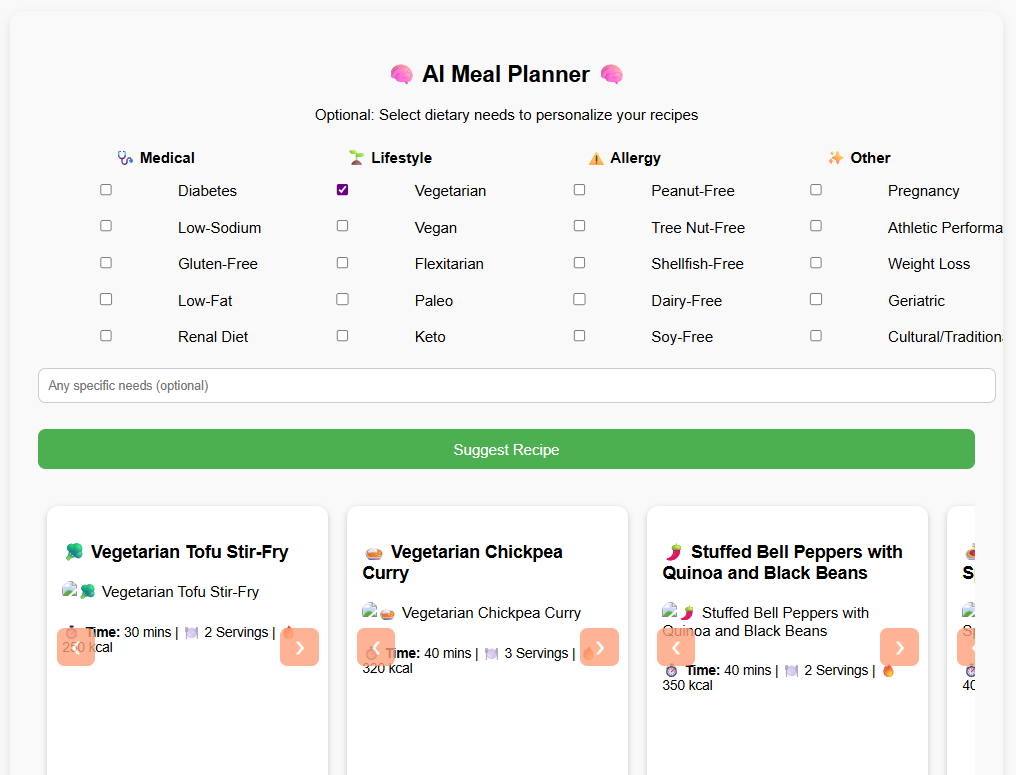 🧠 AI Meal Planner 🧠
Optional: Select dietary needs to personalize your recipes
🩺 Medical
Diabetes
Low-Sodium
Gluten-Free
Low-Fat
Renal Diet
🌱 Lifestyle
Vegetarian
Vegan
Flexitarian
Paleo
Keto
⚠️ Allergy
Peanut-Free
Tree Nut-Free
Shellfish-Free
Dairy-Free
Soy-Free
✨ Other
Pregnancy
Athletic Performa
Weight Loss
Geriatric
Cultural/Tradition
Any specific needs (optional)
Suggest Recipe
🥦 Vegetarian Tofu Stir-Fry
🥦 Vegetarian Tofu Stir-Fry
⏱ Time: 30 mins | 🍽️ 2 Servings | 🔥
250 kcal
🍛 Vegetarian Chickpea
Curry
🍛 Vegetarian Chickpea Curry
⏱ Time: 40 mins | 🍽️ 3 Servings | 🔥
320 kcal
🌶️ Stuffed Bell Peppers with
Quinoa and Black Beans
🌶️ Stuffed Bell Peppers with
Quinoa and Black Beans
⏱ Time: 40 mins | 🍽️ 2 Servings | 🔥
350 kcal